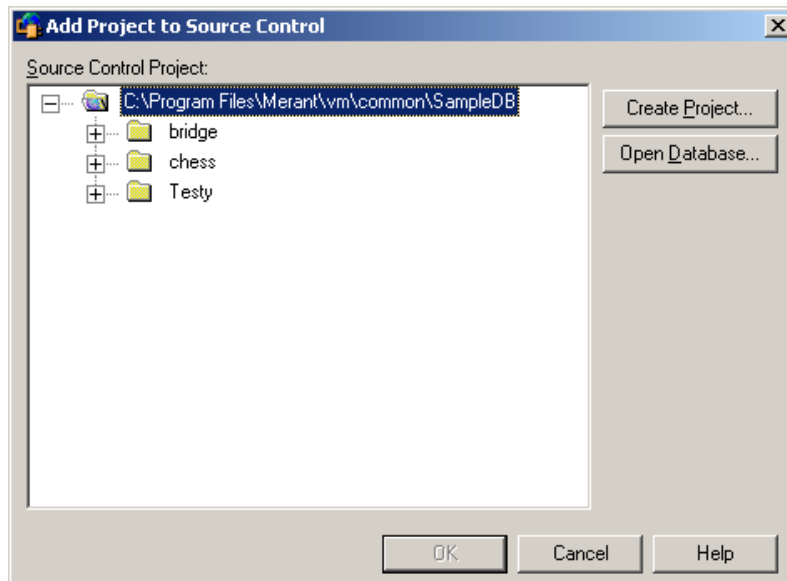 Add Project to Source Control
Source Control Project:
C:\Program Files\Merant\vm\common\SampleDB
bridge
chess
Testy
Create Project...
Open Database...
OK
Cancel
Help